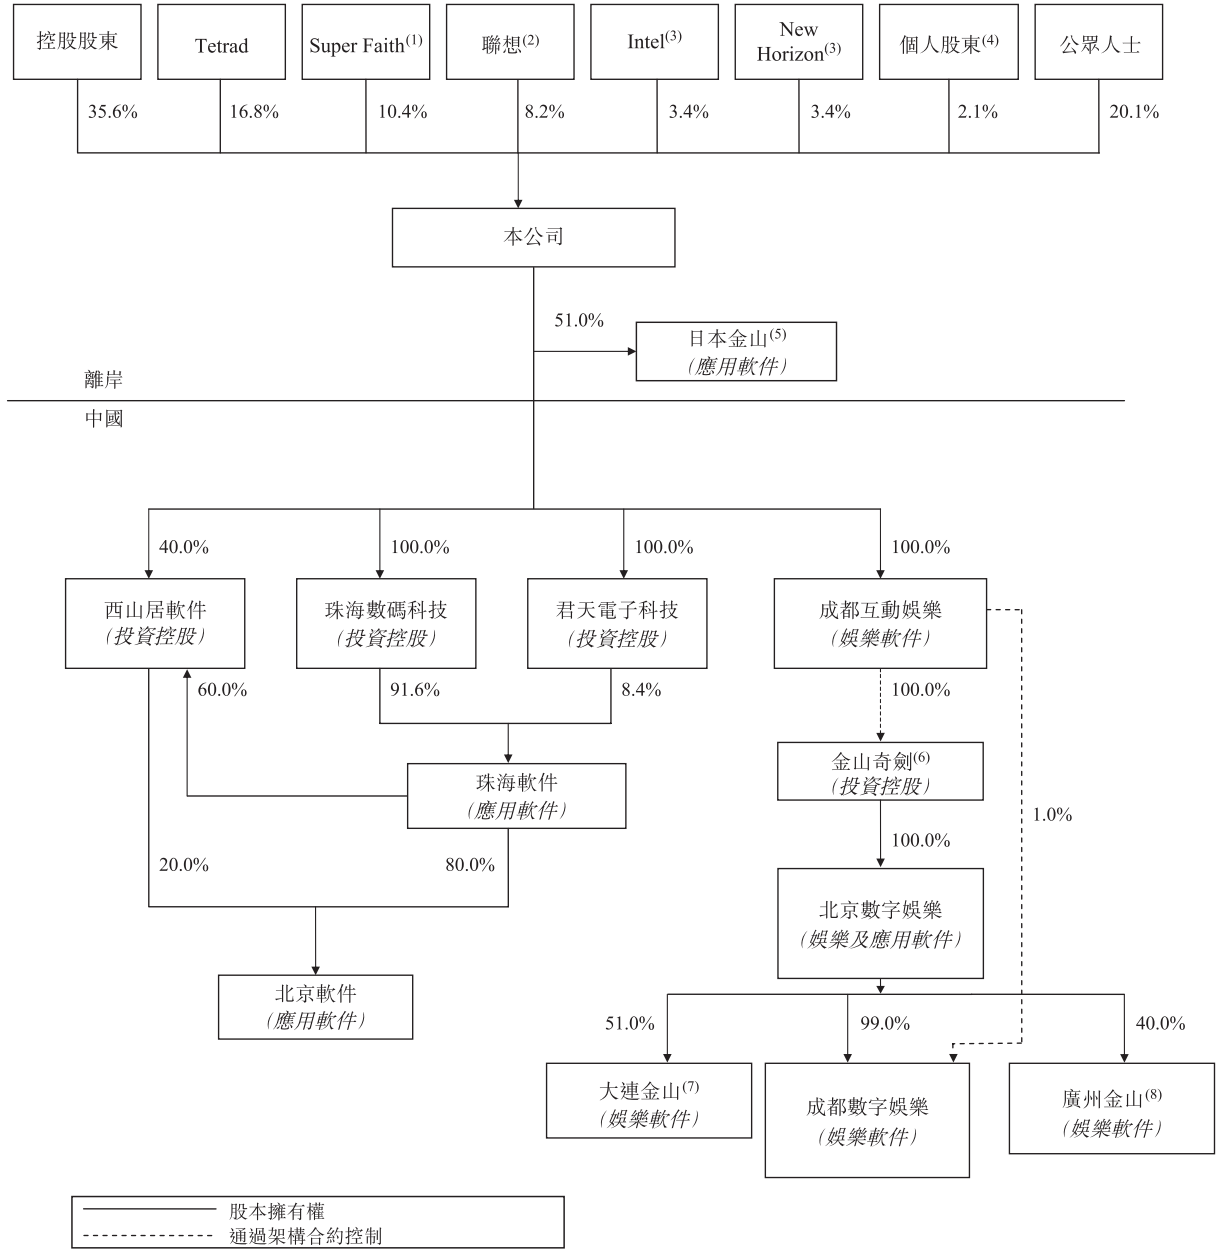 控股股東
Tetrad
Super Faith(1)
聯想(2)
Intel(3)
New
Horizon(3)
個人股東(4)
公眾人士
35.6%
16.8%
10.4%
8.2%
3.4%
3.4%
2.1%
20.1%
本公司
51.0%
日本金山(5)
(應用軟件)
離岸
中國
40.0%
100.0%
100.0%
100.0%
西山居軟件
(投資控股)
珠海數碼科技
(投資控股)
君天電子科技
(投資控股)
成都互動娛樂
(娛樂軟件)
60.0%
91.6%
8.4%
100.0%
金山奇劍(6)
(投資控股)
珠海軟件
(應用軟件)
1.0%
100.0%
20.0%
80.0%
北京數字娛樂
(娛樂及應用軟件)
北京軟件
(應用軟件)
51.0%
99.0%
40.0%
大連金山(7)
(娛樂軟件)
成都數字娛樂
(娛樂軟件)
廣州金山(8)
(娛樂軟件)
股本擁有權
通過架構合約控制